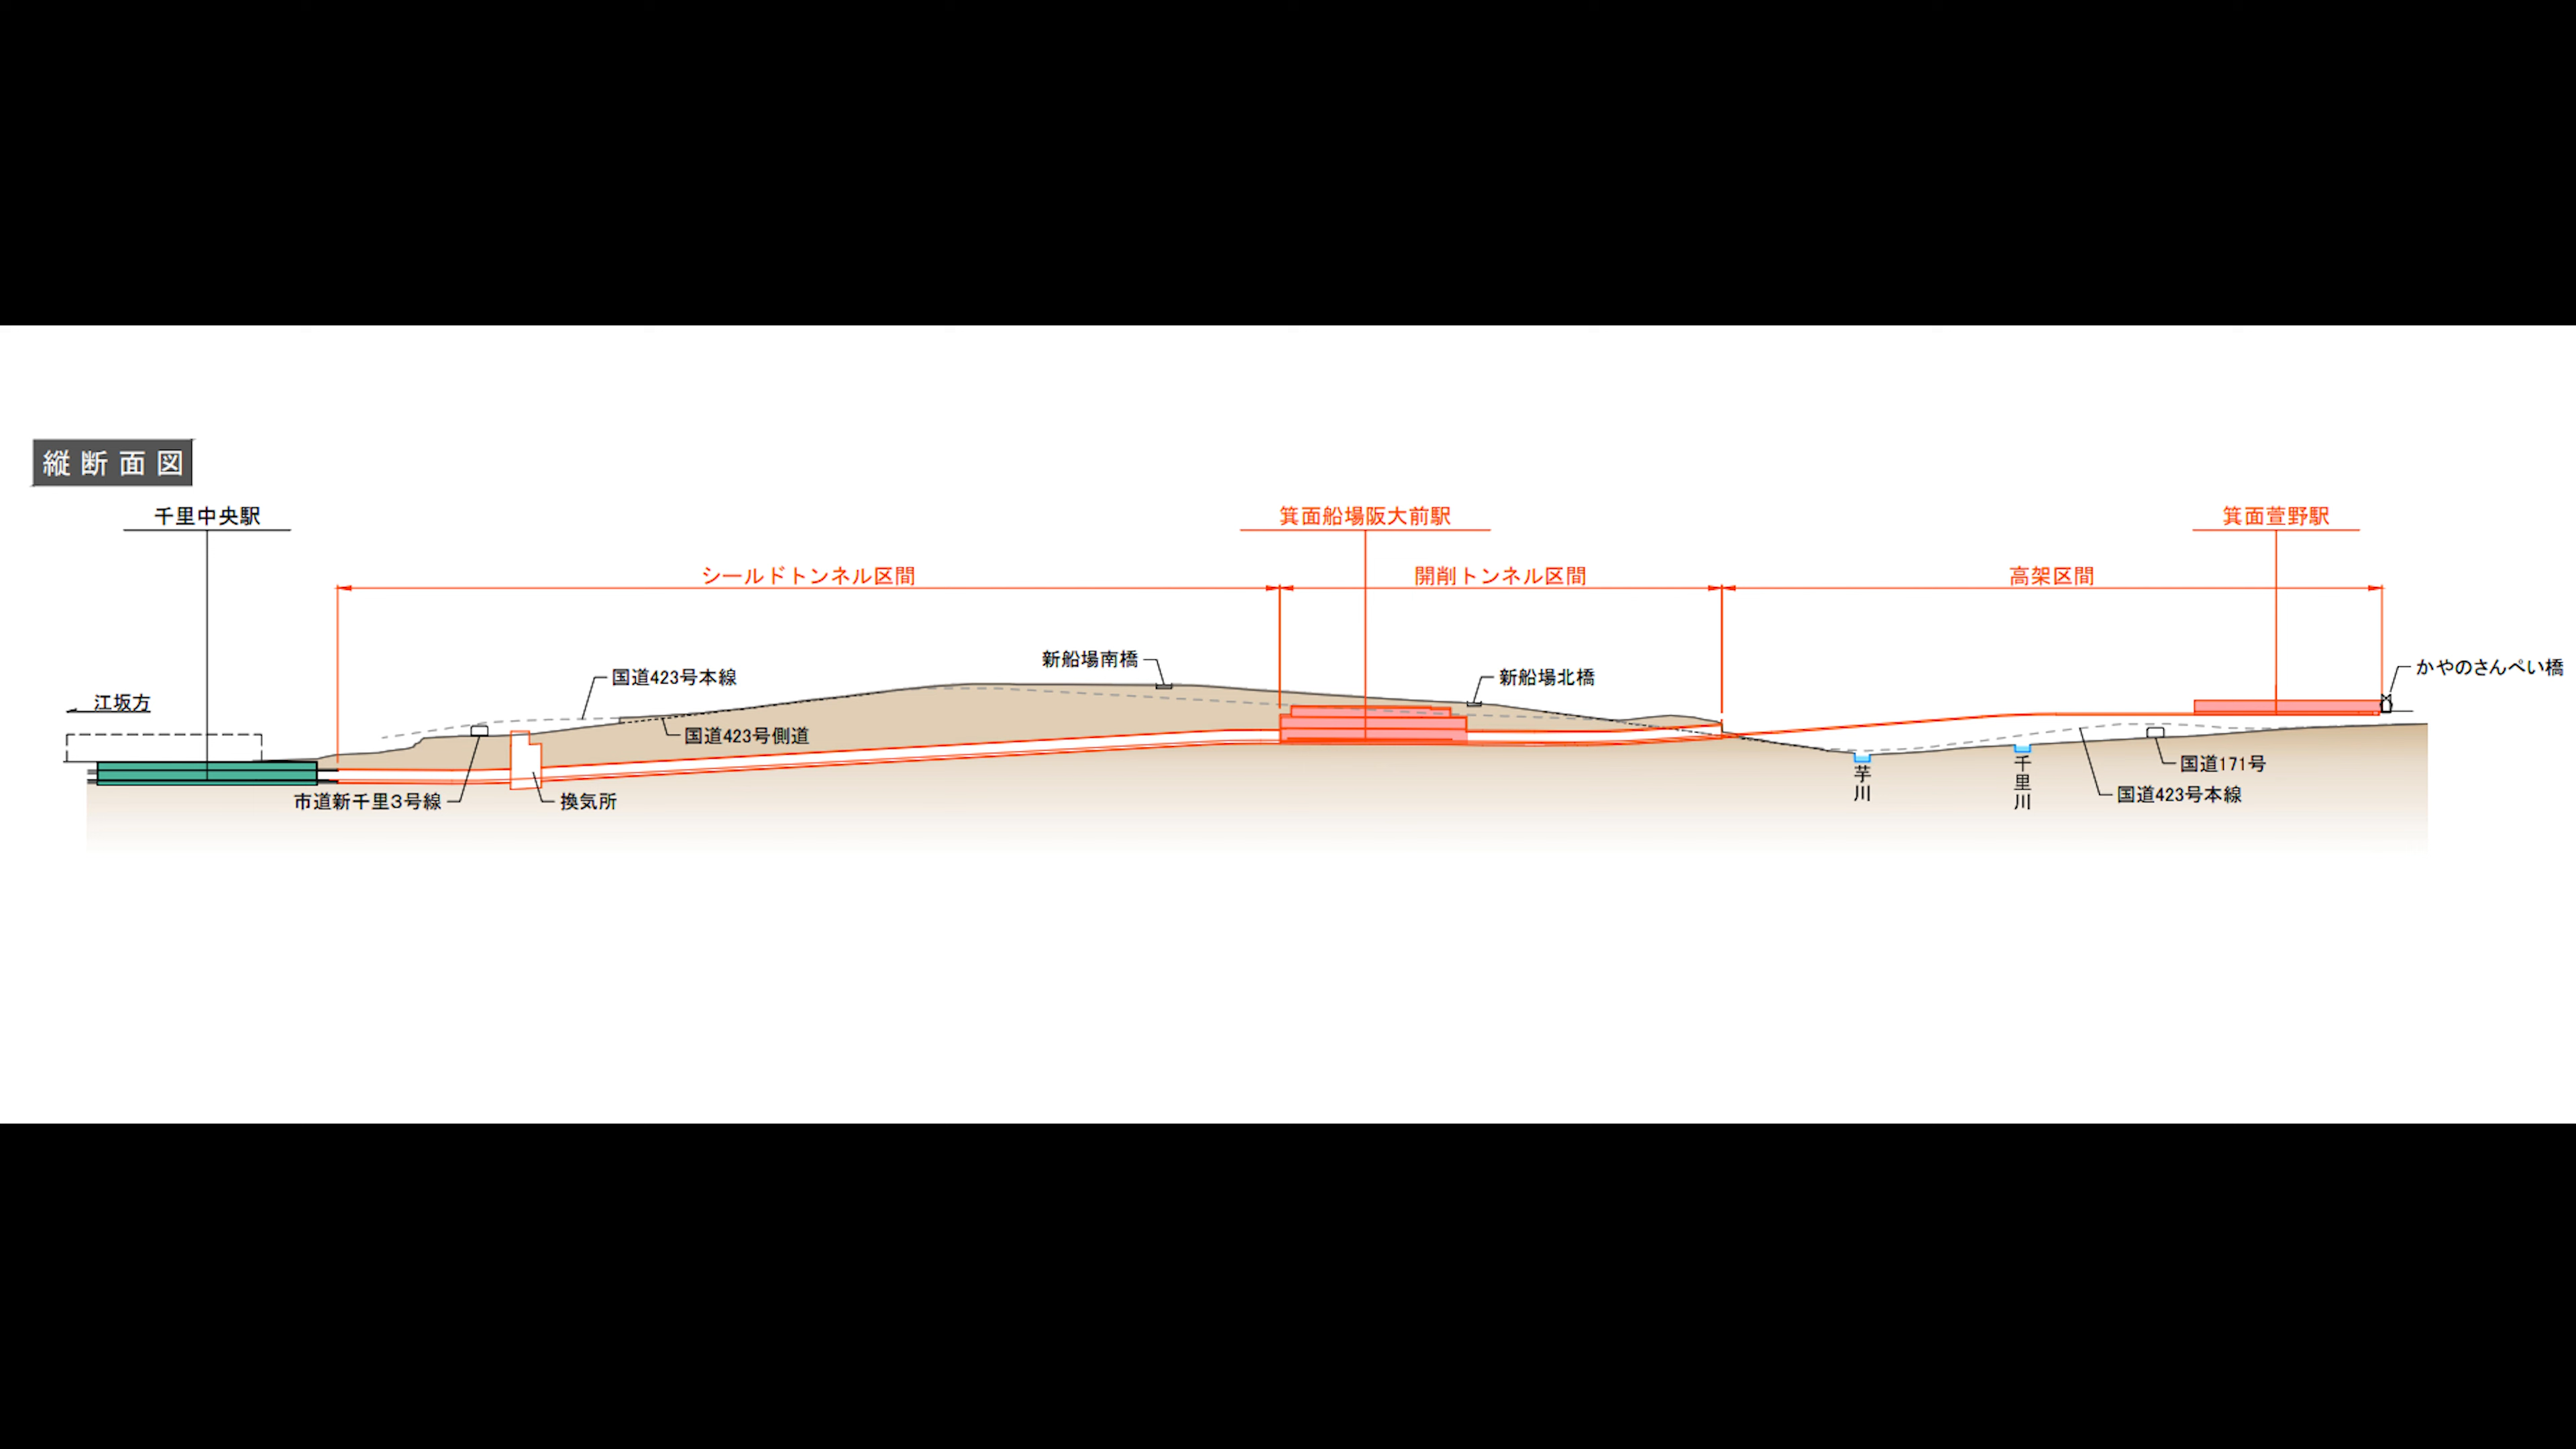 縦断面図
千里中央駅
箕面船場阪大前駅
箕面萱野駅
シールドトンネル区間
開削トンネル区間
高架区間
新船場南橋
かやのさんぺい橋
国道423号本線
新船場北橋
江坂方
国道423号側道
国道171号
芋川
千里川
国道423号本線
市道新千里3号線
換気所